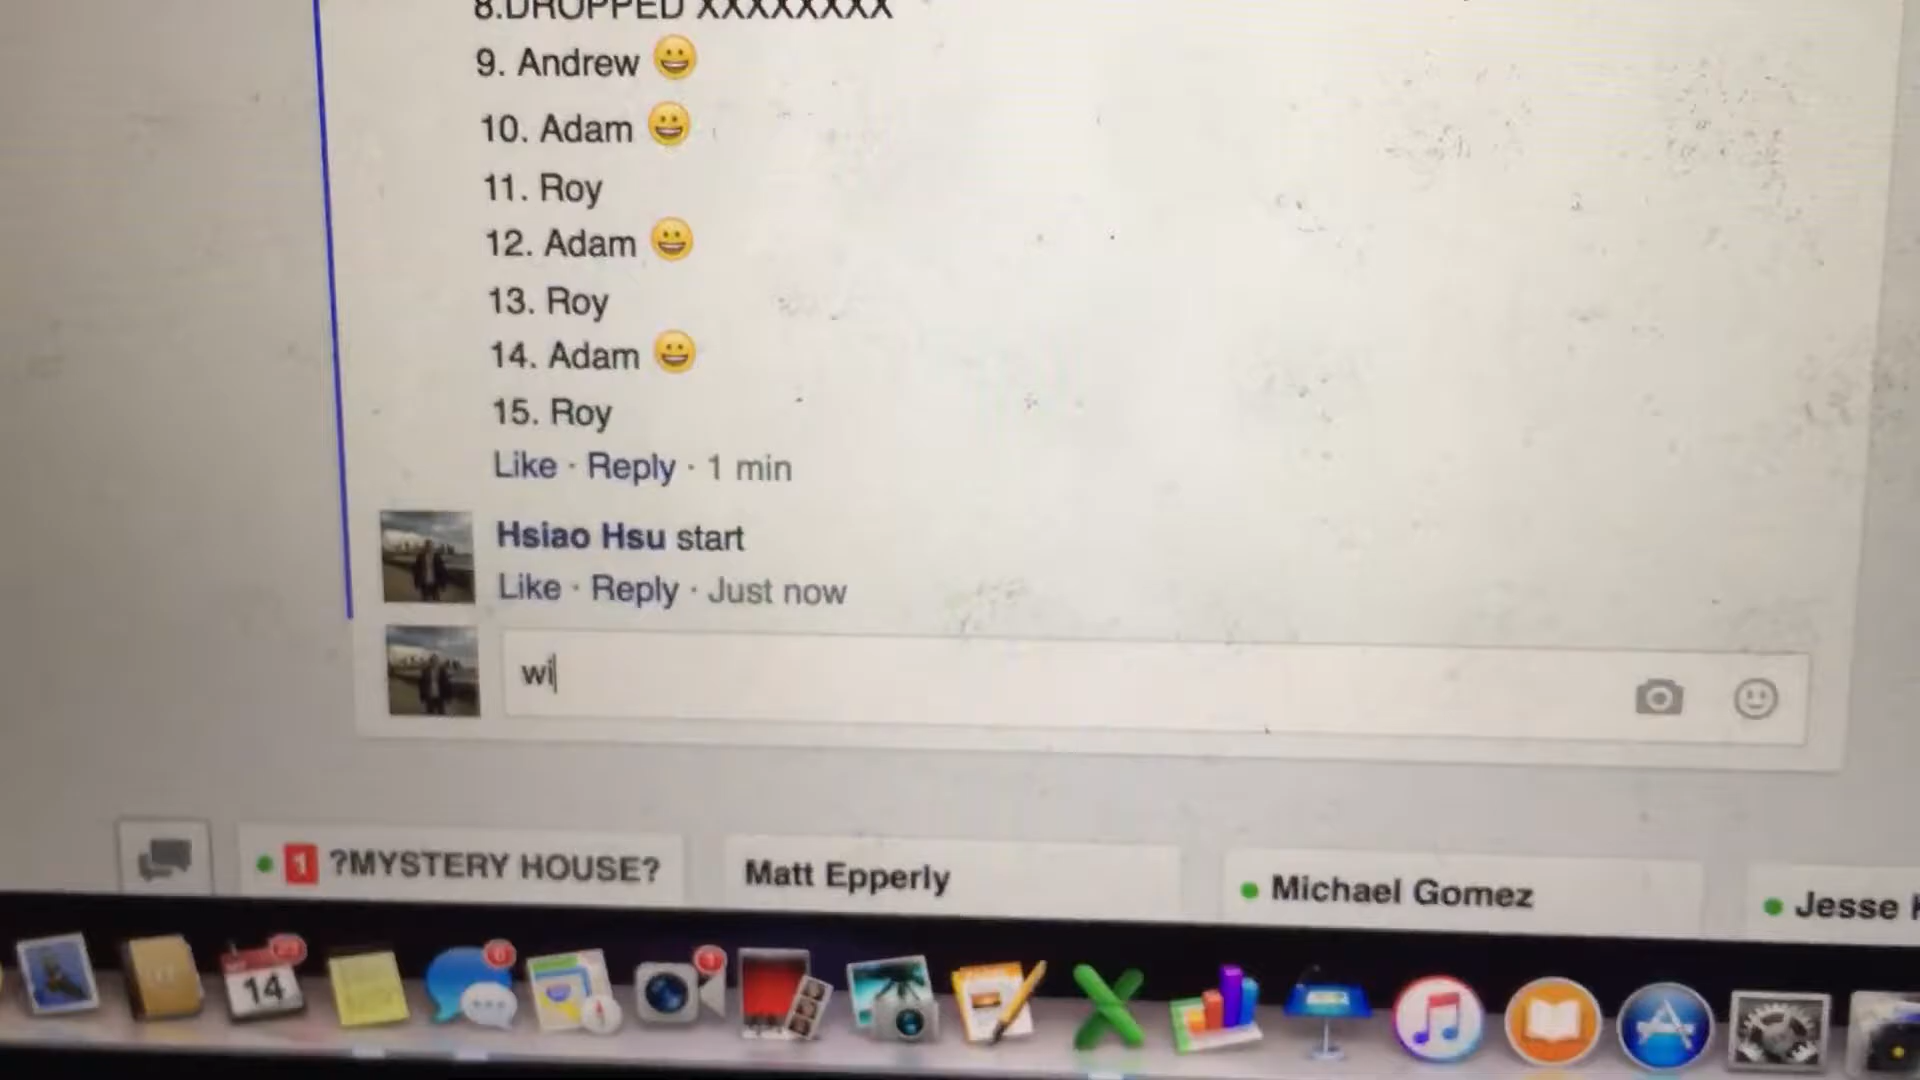 8.DROPPED XXXXXXXX
9. Andrew 😀
10. Adam 😀
11. Roy
12. Adam 😀
13. Roy
14. Adam 😀
15. Roy
Like · Reply · 1 min
Hsiao Hsu start
Like · Reply · Just now
wi
1 ?MYSTERY HOUSE?
Matt Epperly
Michael Gomez
Jesse
14